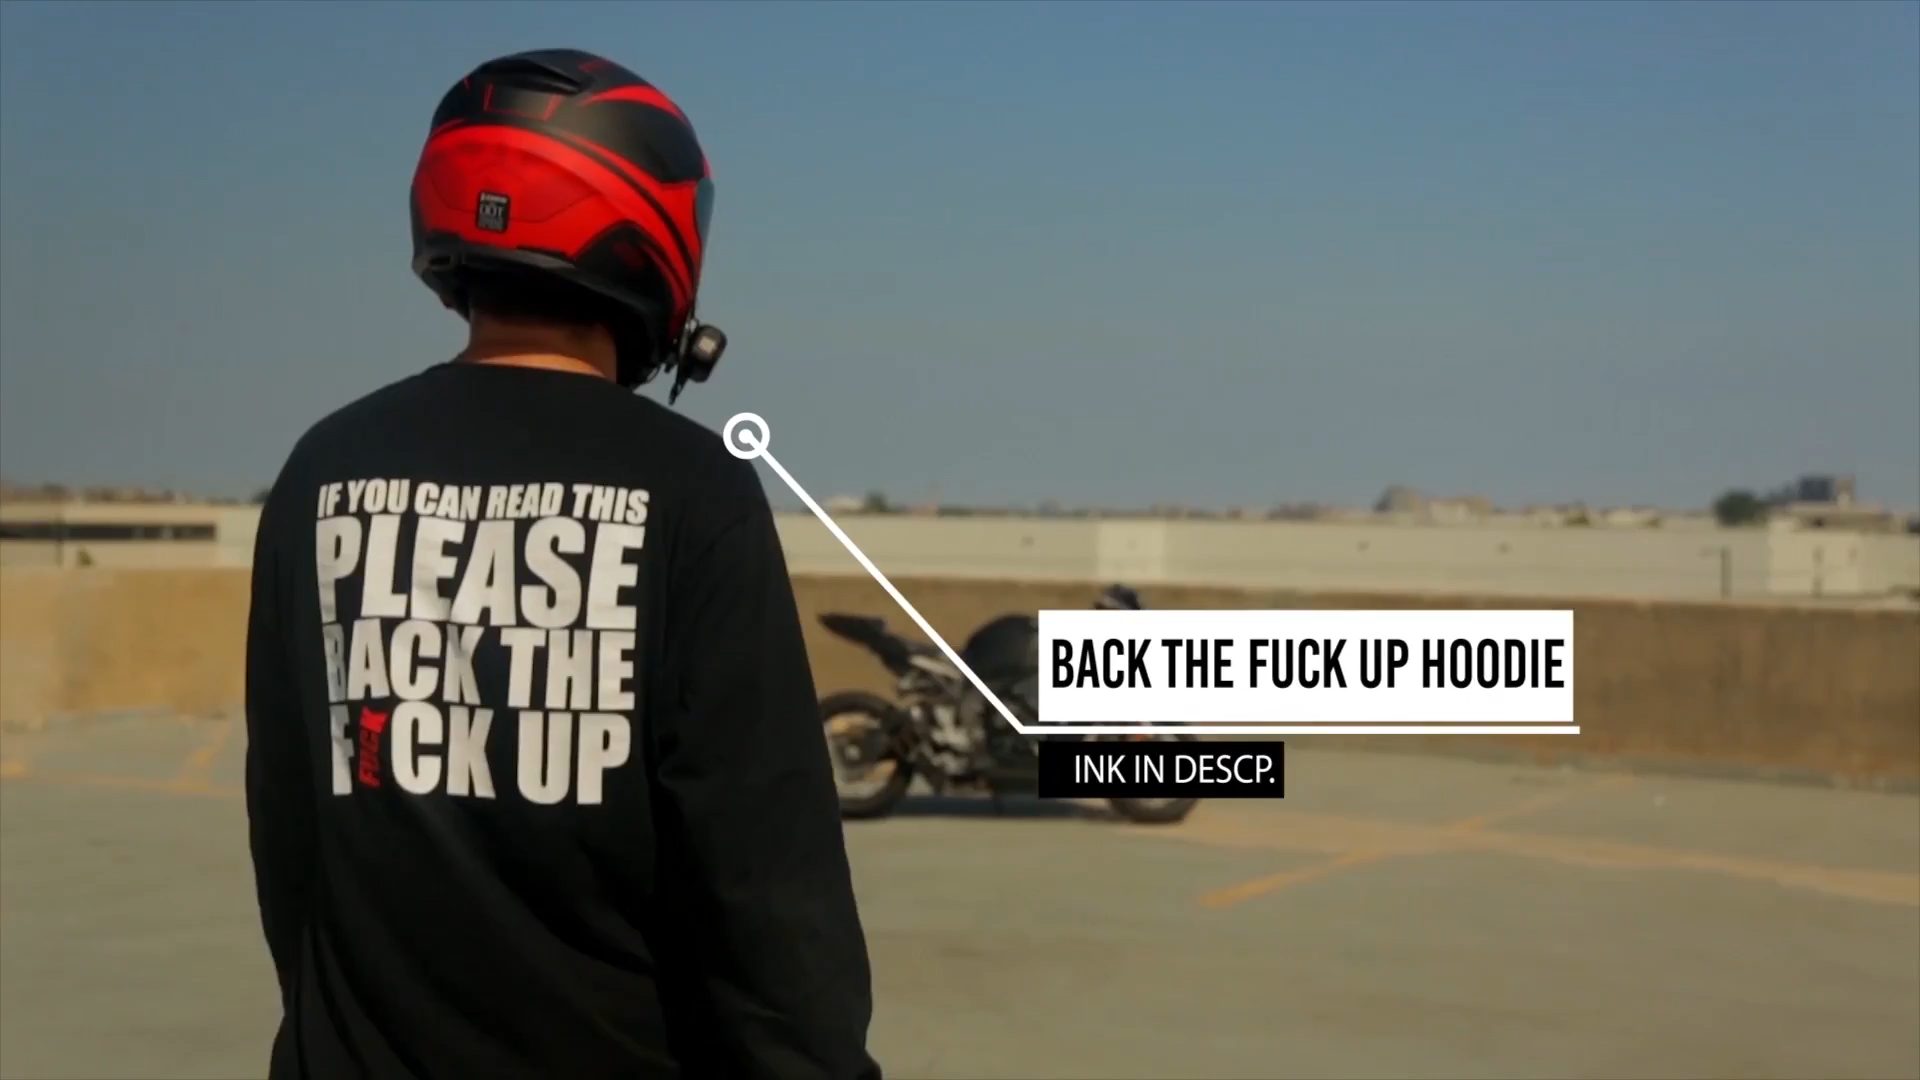 DOT
IF YOU CAN READ THIS
PLEASE
BACK THE
F FUCK CK UP
BACK THE FUCK UP HOODIE
INK IN DESCP.